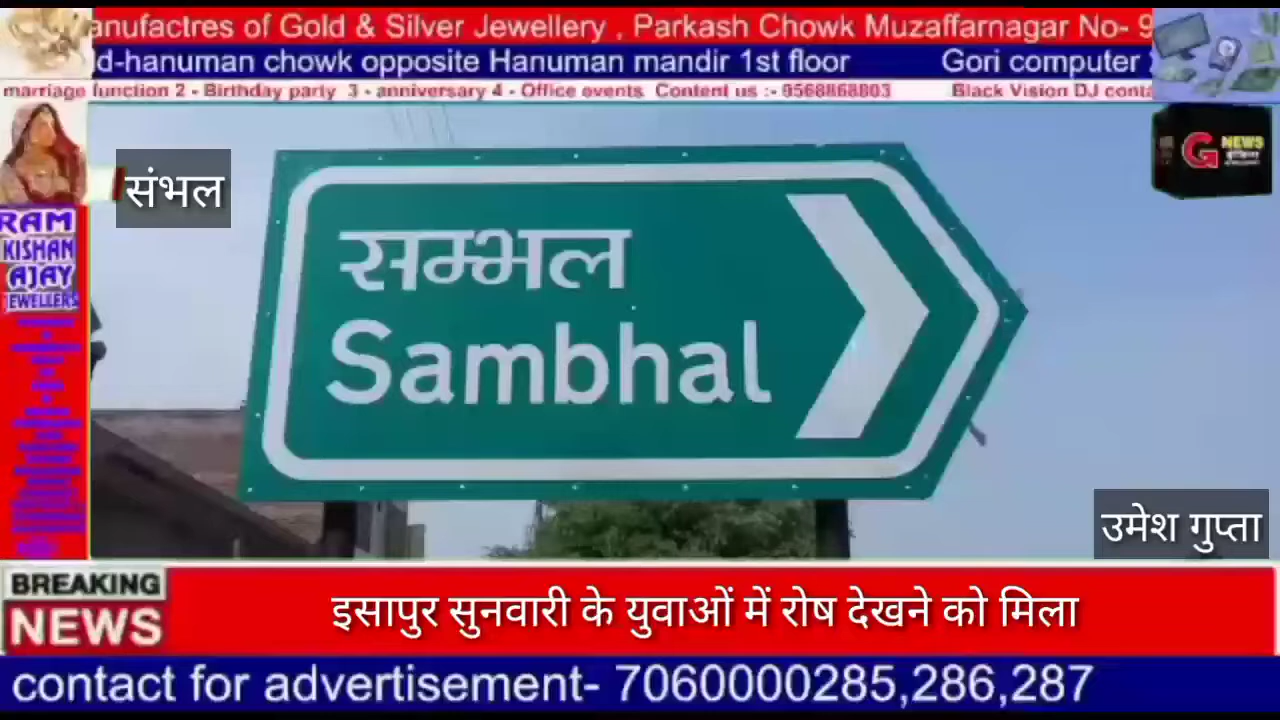 anufactres of Gold & Silver Jewellery , Parkash Chowk Muzaffarnagar No- 9
d-hanuman chowk opposite Hanuman mandir 1st floor Gori computer
marriage function 2 - Birthday party 3 - anniversary 4 - Office events Content us :- 9568868803 Black Vision DJ conta
G NEWS
संभल
RAM
KISHAN
AJAY
JEWELLERS
सम्भल
Sambhal
उमेश गुप्ता
BREAKING
NEWS
इसापुर सुनवारी के युवाओं में रोष देखने को मिला
contact for advertisement- 7060000285,286,287